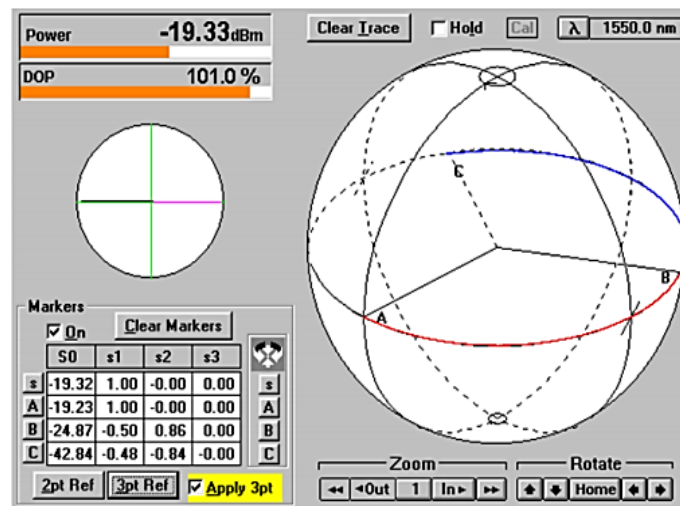 Power -19.33dBm
DOP 101.0 %
Clear Trace Hold Cal λ 1550.0 nm
C
B
A
Markers
On Clear Markers
S0 s1 s2 s3
s -19.32 1.00 -0.00 0.00 s
A -19.23 1.00 -0.00 0.00 A
B -24.87 -0.50 0.86 0.00 B
C -42.84 -0.48 -0.84 -0.00 C
2pt Ref 3pt Ref Apply 3pt
Zoom Rotate
Out 1 In Home